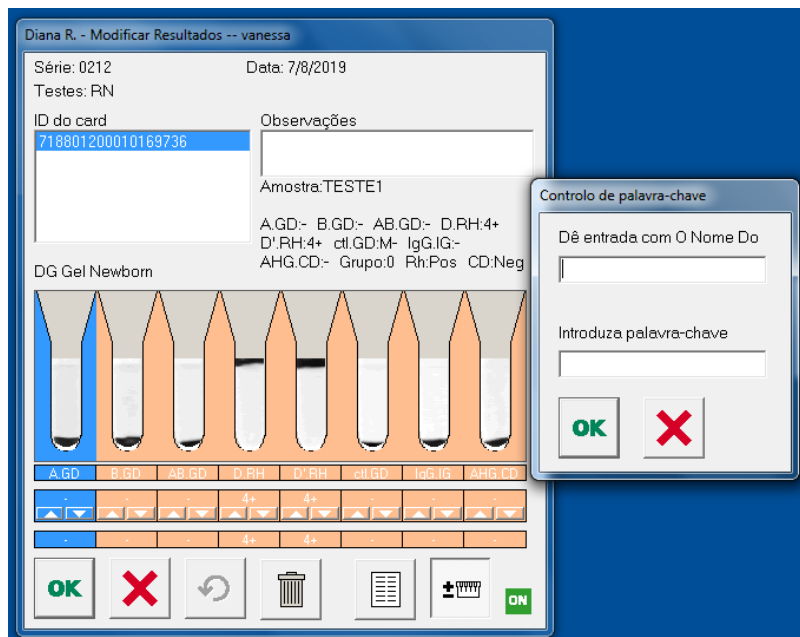 Diana R. - Modificar Resultados -- vanessa
Série: 0212 Data: 7/8/2019
Testes: RN
ID do card Observações
718801200010169736
Amostra:TESTE1
A.GD:- B.GD:- AB.GD:- D.RH:4+
D'.RH:4+ ctl.GD:M- IgG.IG:-
AHG.CD:- Grupo:0 Rh:Pos CD:Neg
DG Gel Newborn
A.GD B.GD AB.GD D.RH D'.RH ctl.GD IgG.IG AHG.CD
- - - 4+ 4+ - - -
- - - 4+ 4+ - - -
OK ON
Controlo de palavra-chave
Dê entrada com O Nome Do
Introduza palavra-chave
OK